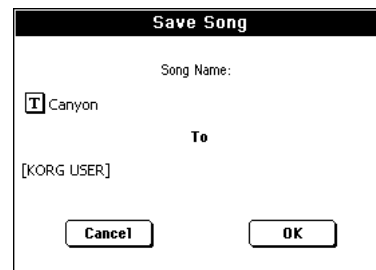 Save Song
Song Name:
T Canyon
To
[KORG USER]
Cancel OK